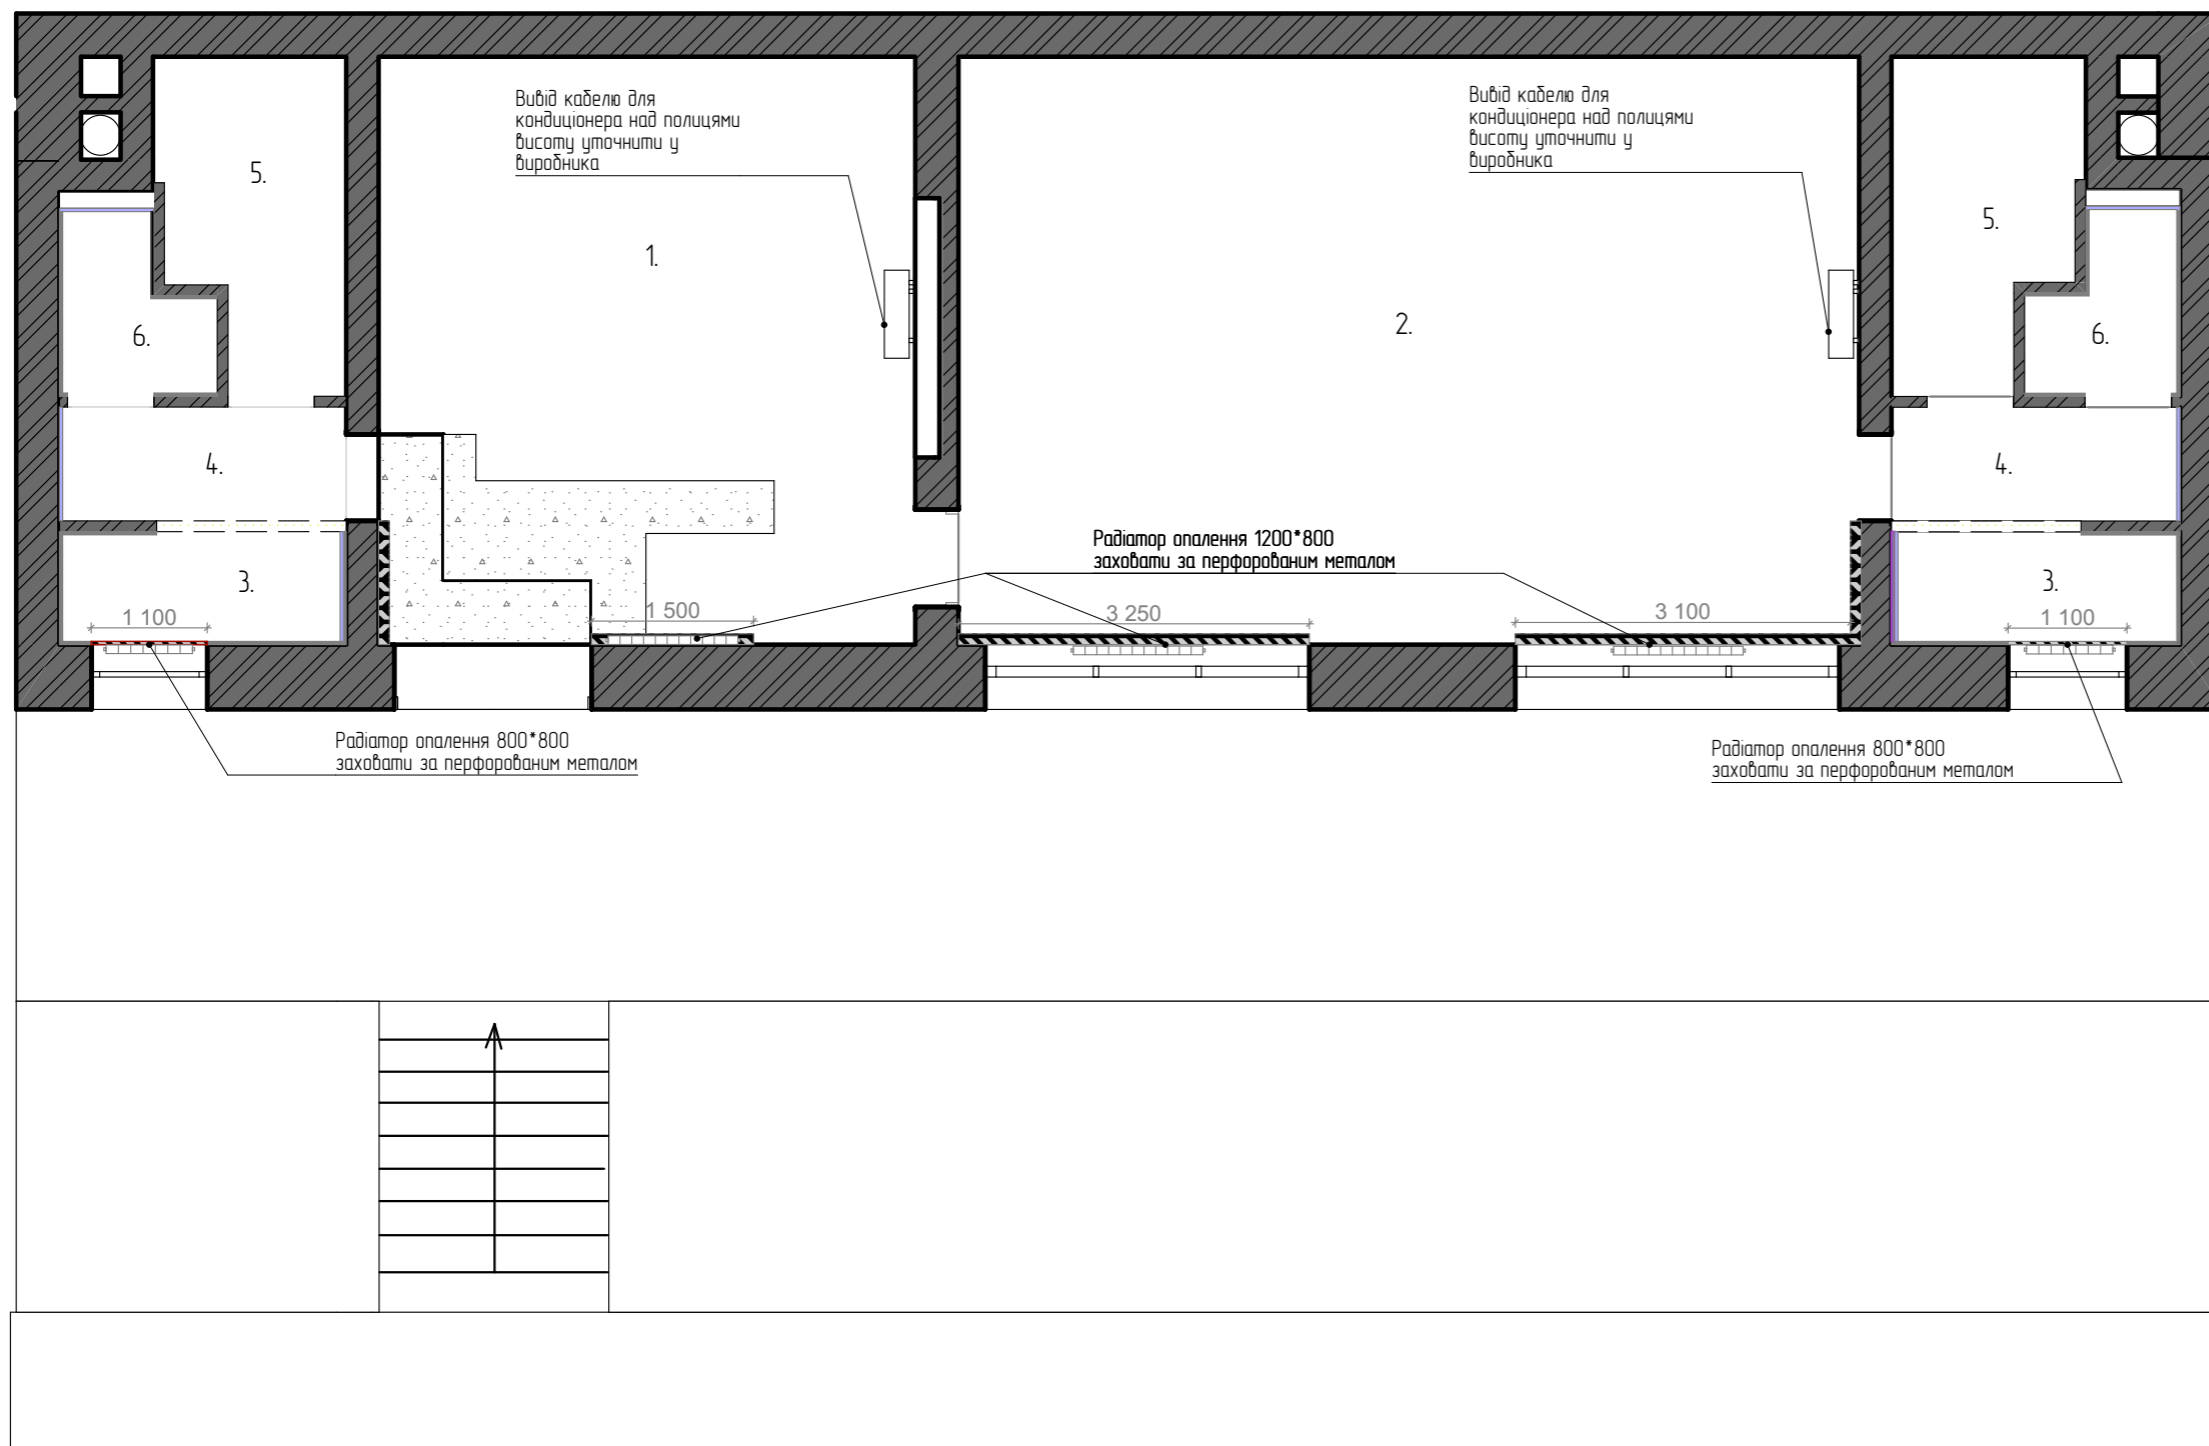 Вивід кабелю для
кондиціонера над полицями
висоту уточнити у
виробника
Вивід кабелю для
кондиціонера над полицями
висоту уточнити у
виробника
5.
1.
2.
5.
6.
6.
4.
4.
Радіатор опалення 1200*800
заховати за перфорованим металом
3.
3.
1 100
1 500
3 250
3 100
1 100
Радіатор опалення 800*800
заховати за перфорованим металом
Радіатор опалення 800*800
заховати за перфорованим металом